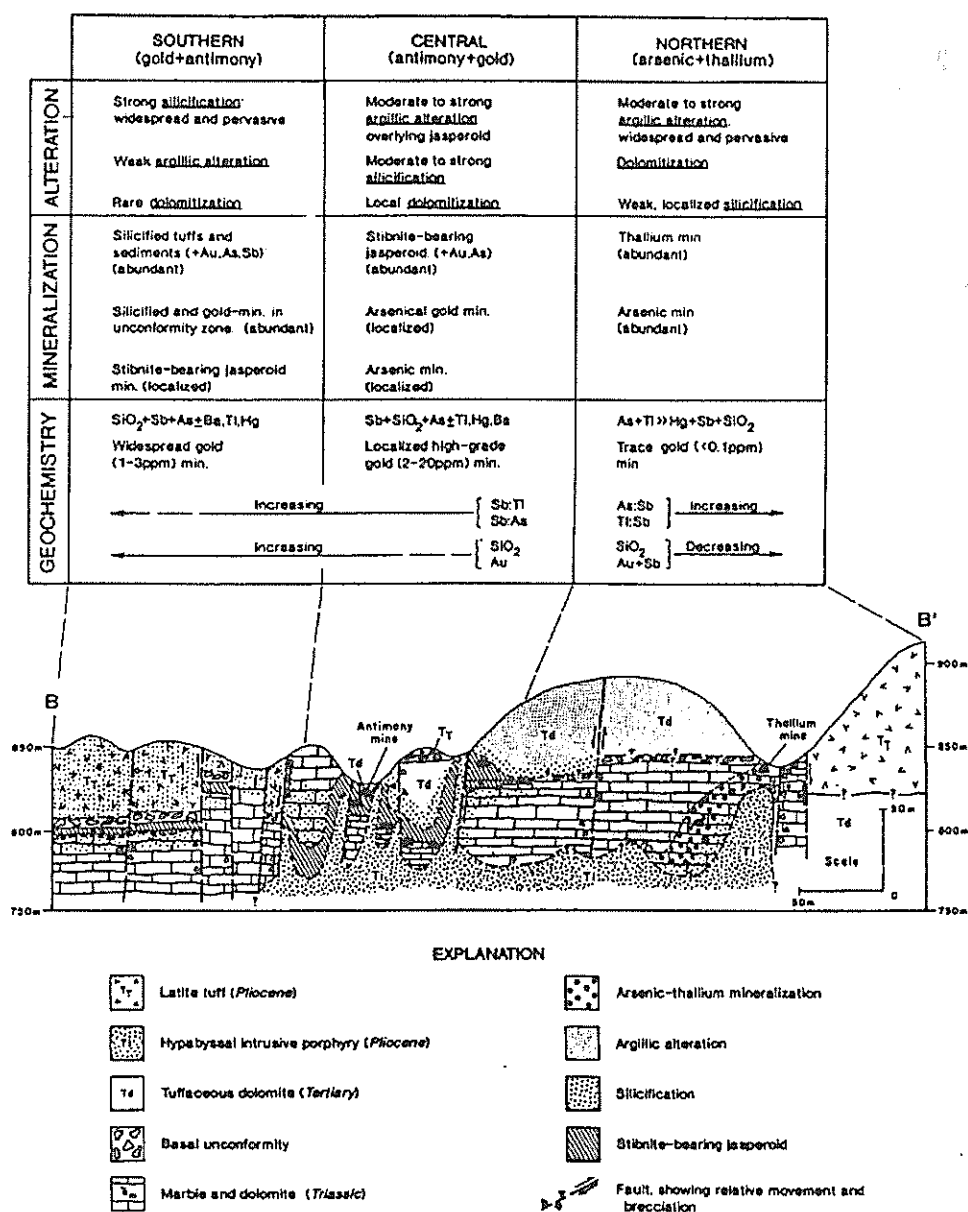 SOUTHERN
(gold+antimony)
CENTRAL
(antimony+gold)
NORTHERN
(arsenic+thallium)
ALTERATION
Strong silicification
widespread and pervasive
Weak argillic alteration
Rare dolomitization
Moderate to strong
argillic alteration
overlying jasperoid
Moderate to strong
silicification
Local dolomitization
Moderate to strong
argillic alteration,
widespread and pervasive
Dolomitization
Weak, localized silicification
MINERALIZATION
Silicified tuffs and
sediments (+Au,As,Sb)
(abundant)
Silicified and gold-min. in
unconformity zone. (abundant)
Stibnite-bearing jasperoid
min. (localized)
Stibnite-bearing
jasperoid (+Au,As)
(abundant)
Arsenical gold min.
(localized)
Arsenic min.
(localized)
Thallium min
(abundant)
Arsenic min
(abundant)
GEOCHEMISTRY
SiO2+Sb+As±Ba,Tl,Hg
Widespread gold
(1-3ppm) min.
Sb+SiO2+As±Tl,Hg,Ba
Localized high-grade
gold (2-20ppm) min.
As+Tl>>Hg+Sb+SiO2
Trace gold (<0.1ppm)
min
Increasing
Sb:Tl
Sb:As
Increasing
SiO2
Au
As:Sb
Tl:Sb
Increasing
SiO2
Au+Sb
Decreasing
B
B'
900m
850m
800m
750m
850m
800m
750m
Antimony
mine
Thallium
mine
TT
TT
Td
TT
Td
Td
Td
TT
Td
TI
TI
TI
TI
?
?
?
?
?
50m
Scale
50m
0
EXPLANATION
TT
Latite tuff (Pliocene)
Hypabyssal intrusive porphyry (Pliocene)
Td
Tuffaceous dolomite (Tertiary)
Basal unconformity
Marble and dolomite (Triassic)
Arsenic-thallium mineralization
Argillic alteration
Silicification
Stibnite-bearing jasperoid
Fault, showing relative movement and
brecciation